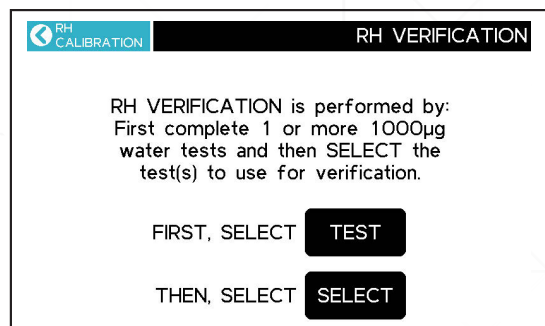 RH
CALIBRATION
RH VERIFICATION
RH VERIFICATION is performed by:
First complete 1 or more 1000µg
water tests and then SELECT the
test(s) to use for verification.
FIRST, SELECT TEST
THEN, SELECT SELECT